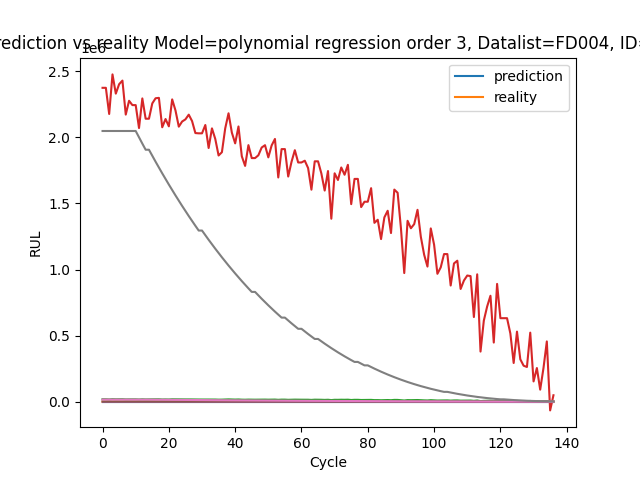 rediction vs reality Model=polynomial regression order 3, Datalist=FD004, ID=
1e6
prediction
reality
2.5
2.0
1.5
1.0
0.5
0.0
RUL
0 20 40 60 80 100 120 140
Cycle